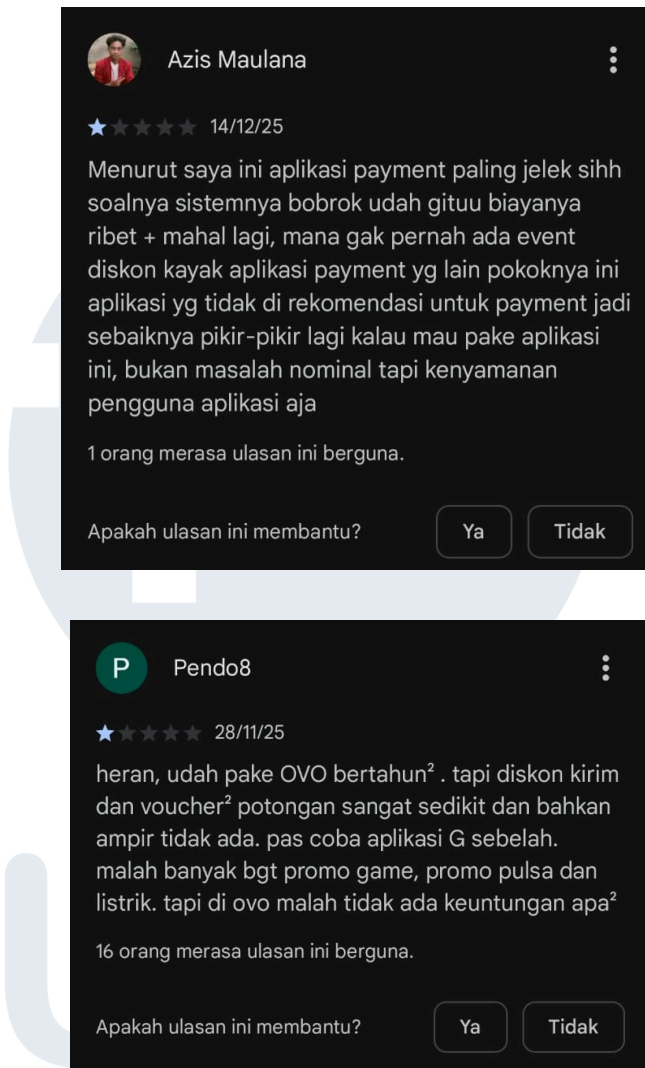 Azis Maulana
14/12/25
Menurut saya ini aplikasi payment paling jelek sihh
soalnya sistemnya bobrok udah gituu biayanya
ribet + mahal lagi, mana gak pernah ada event
diskon kayak aplikasi payment yg lain pokoknya ini
aplikasi yg tidak di rekomendasi untuk payment jadi
sebaiknya pikir-pikir lagi kalau mau pake aplikasi
ini, bukan masalah nominal tapi kenyamanan
pengguna aplikasi aja
1 orang merasa ulasan ini berguna.
Apakah ulasan ini membantu? Ya Tidak
P Pendo8
28/11/25
heran, udah pake OVO bertahun² . tapi diskon kirim
dan voucher² potongan sangat sedikit dan bahkan
ampir tidak ada. pas coba aplikasi G sebelah.
malah banyak bgt promo game, promo pulsa dan
listrik. tapi di ovo malah tidak ada keuntungan apa²
16 orang merasa ulasan ini berguna.
Apakah ulasan ini membantu? Ya Tidak